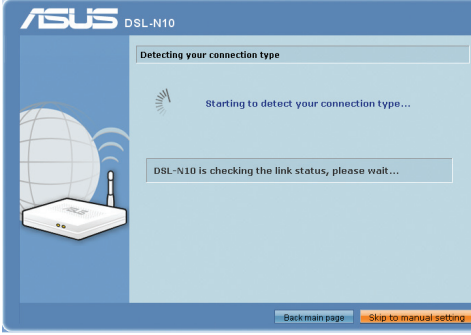 ASUS DSL-N10
Detecting your connection type
Starting to detect your connection type...
DSL-N10 is checking the link status, please wait...
Back main page Skip to manual setting